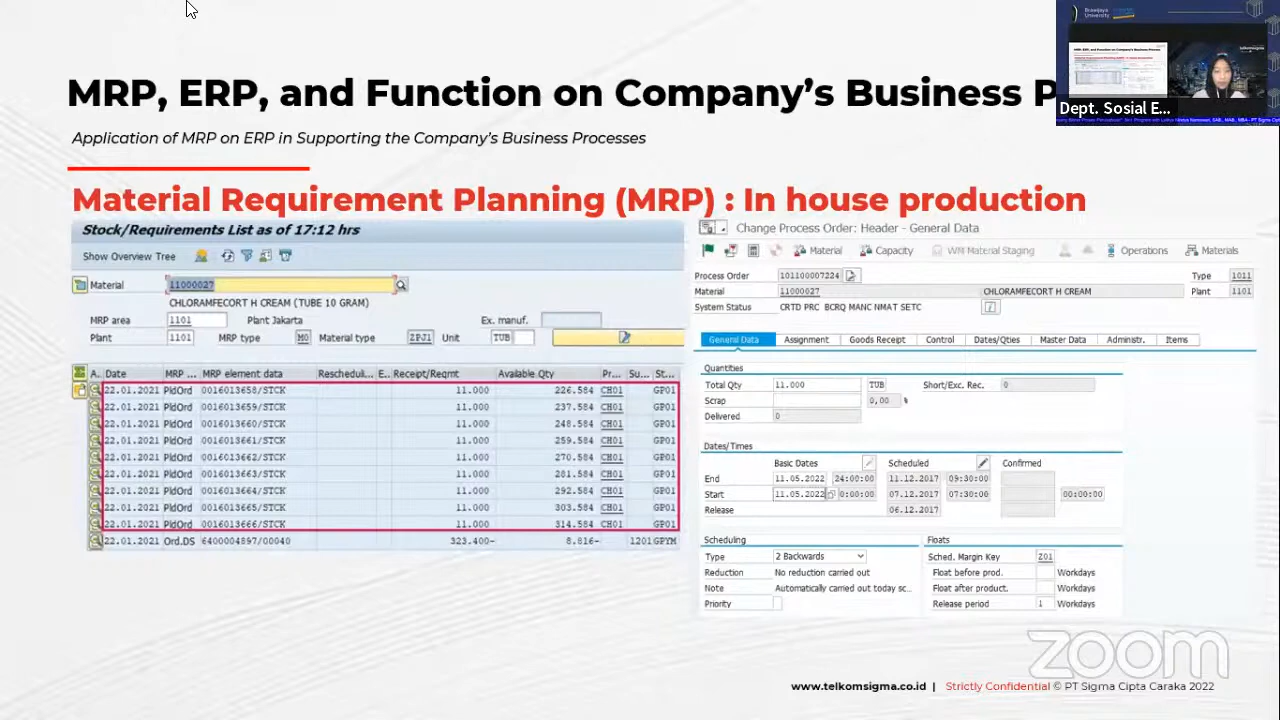 MRP, ERP, and Function on Company's Business P
Application of MRP on ERP in Supporting the Company's Business Processes
Brawijaya University
Dept. Sosial E...
Material Requirement Planning (MRP) : In house production
Stock/Requirements List as of 17:12 hrs
Show Overview Tree
Material 11000027
CHLORAMFECORT H CREAM (TUBE 10 GRAM)
MRP area 1101 Plant Jakarta Ex. manuf.
Plant 1101 MRP type M0 Material type ZPJ1 Unit TUB
A.. Date MRP ... MRP element data Reschedul... E.. Receipt/Reqmt Available Qty Pr... Su... St...
22.01.2021 PldOrd 0016013658/STCK 11.000 226.584 CH01 GP01
22.01.2021 PldOrd 0016013659/STCK 11.000 237.584 CH01 GP01
22.01.2021 PldOrd 0016013660/STCK 11.000 248.584 CH01 GP01
22.01.2021 PldOrd 0016013661/STCK 11.000 259.584 CH01 GP01
22.01.2021 PldOrd 0016013662/STCK 11.000 270.584 CH01 GP01
22.01.2021 PldOrd 0016013663/STCK 11.000 281.584 CH01 GP01
22.01.2021 PldOrd 0016013664/STCK 11.000 292.584 CH01 GP01
22.01.2021 PldOrd 0016013665/STCK 11.000 303.584 CH01 GP01
22.01.2021 PldOrd 0016013666/STCK 11.000 314.584 CH01 GP01
22.01.2021 Ord.DS 6400004897/00040 323.400- 8.816- 1201 GPYM
Change Process Order: Header - General Data
Material Capacity WM Material Staging Operations Materials
Process Order 101100007224 Type 1011
Material 11000027 CHLORAMFECORT H CREAM Plant 1101
System Status CRTD PRC BCRQ MANC NMAT SETC
General Data Assignment Goods Receipt Control Dates/Qties Master Data Administr. Items
Quantities
Total Qty 11.000 TUB Short/Exc. Rec. 0
Scrap 0,00 %
Delivered 0
Dates/Times
Basic Dates Scheduled Confirmed
End 11.05.2022 24:00:00 11.12.2017 09:30:00
Start 11.05.2022 0:00:00 07.12.2017 07:30:00 00:00:00
Release 06.12.2017
Scheduling Floats
Type 2 Backwards Sched. Margin Key Z01
Reduction No reduction carried out Float before prod. Workdays
Note Automatically carried out today sc... Float after product. Workdays
Priority Release period 1 Workdays
zoom
www.telkomsigma.co.id | Strictly Confidential © PT Sigma Cipta Caraka 2022